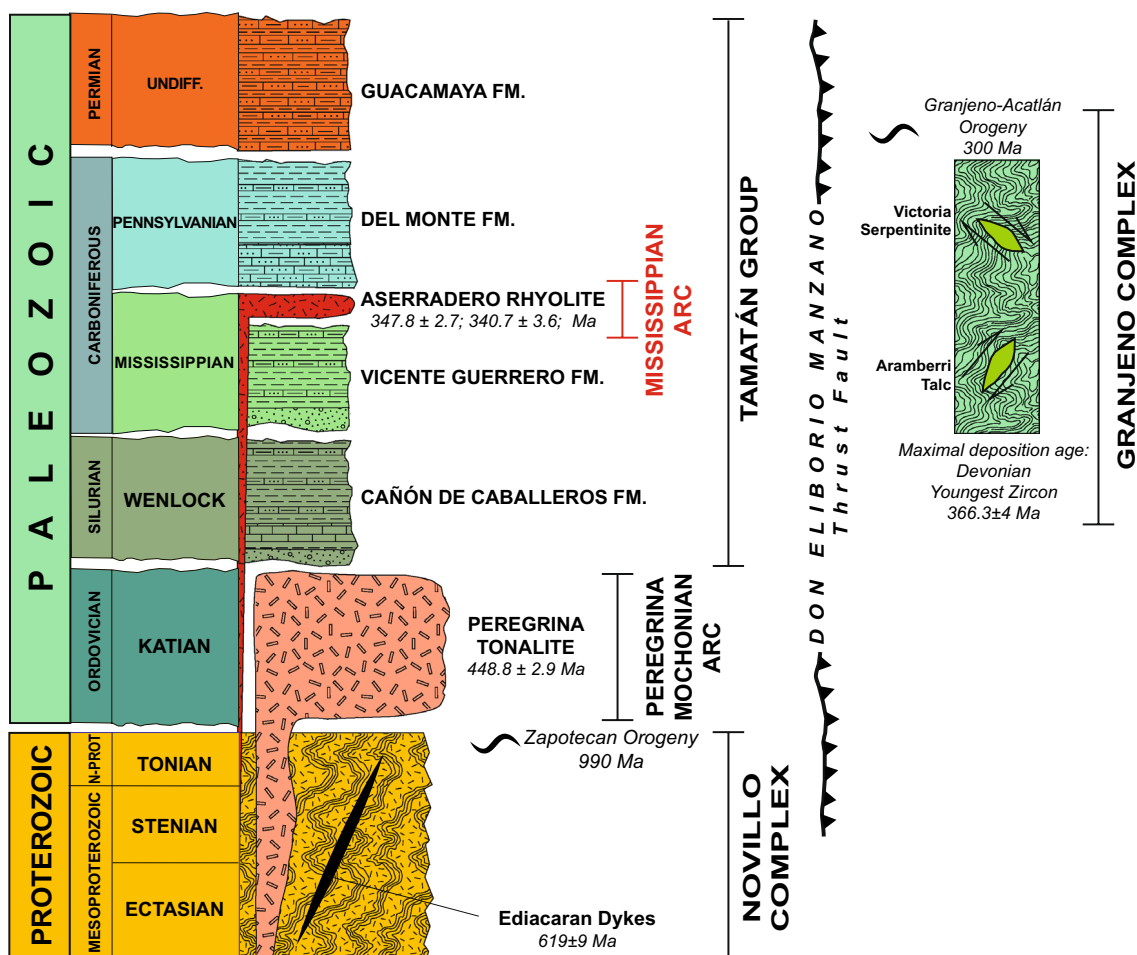 PALEOZOIC
PERMIAN
UNDIFF.
GUACAMAYA FM.
CARBONIFEROUS
PENNSYLVANIAN
DEL MONTE FM.
MISSISSIPPIAN
ASERRADERO RHYOLITE
347.8 ± 2.7; 340.7 ± 3.6; Ma
VICENTE GUERRERO FM.
MISSISSIPPIAN
ARC
SILURIAN
WENLOCK
CAÑÓN DE CABALLEROS FM.
TAMATÁN GROUP
ORDOVICIAN
KATIAN
PEREGRINA
TONALITE
448.8 ± 2.9 Ma
PEREGRINA
MOCHONIAN
ARC
Zapotecan Orogeny
990 Ma
PROTEROZOIC
N-PROT
TONIAN
MESOPROTEROZOIC
STENIAN
ECTASIAN
Ediacaran Dykes
619±9 Ma
NOVILLO
COMPLEX
DON ELIBORIO MANZANO
Thrust Fault
Granjeno-Acatlán
Orogeny
300 Ma
Victoria
Serpentinite
Aramberri
Talc
Maximal deposition age:
Devonian
Youngest Zircon
366.3±4 Ma
GRANJENO COMPLEX